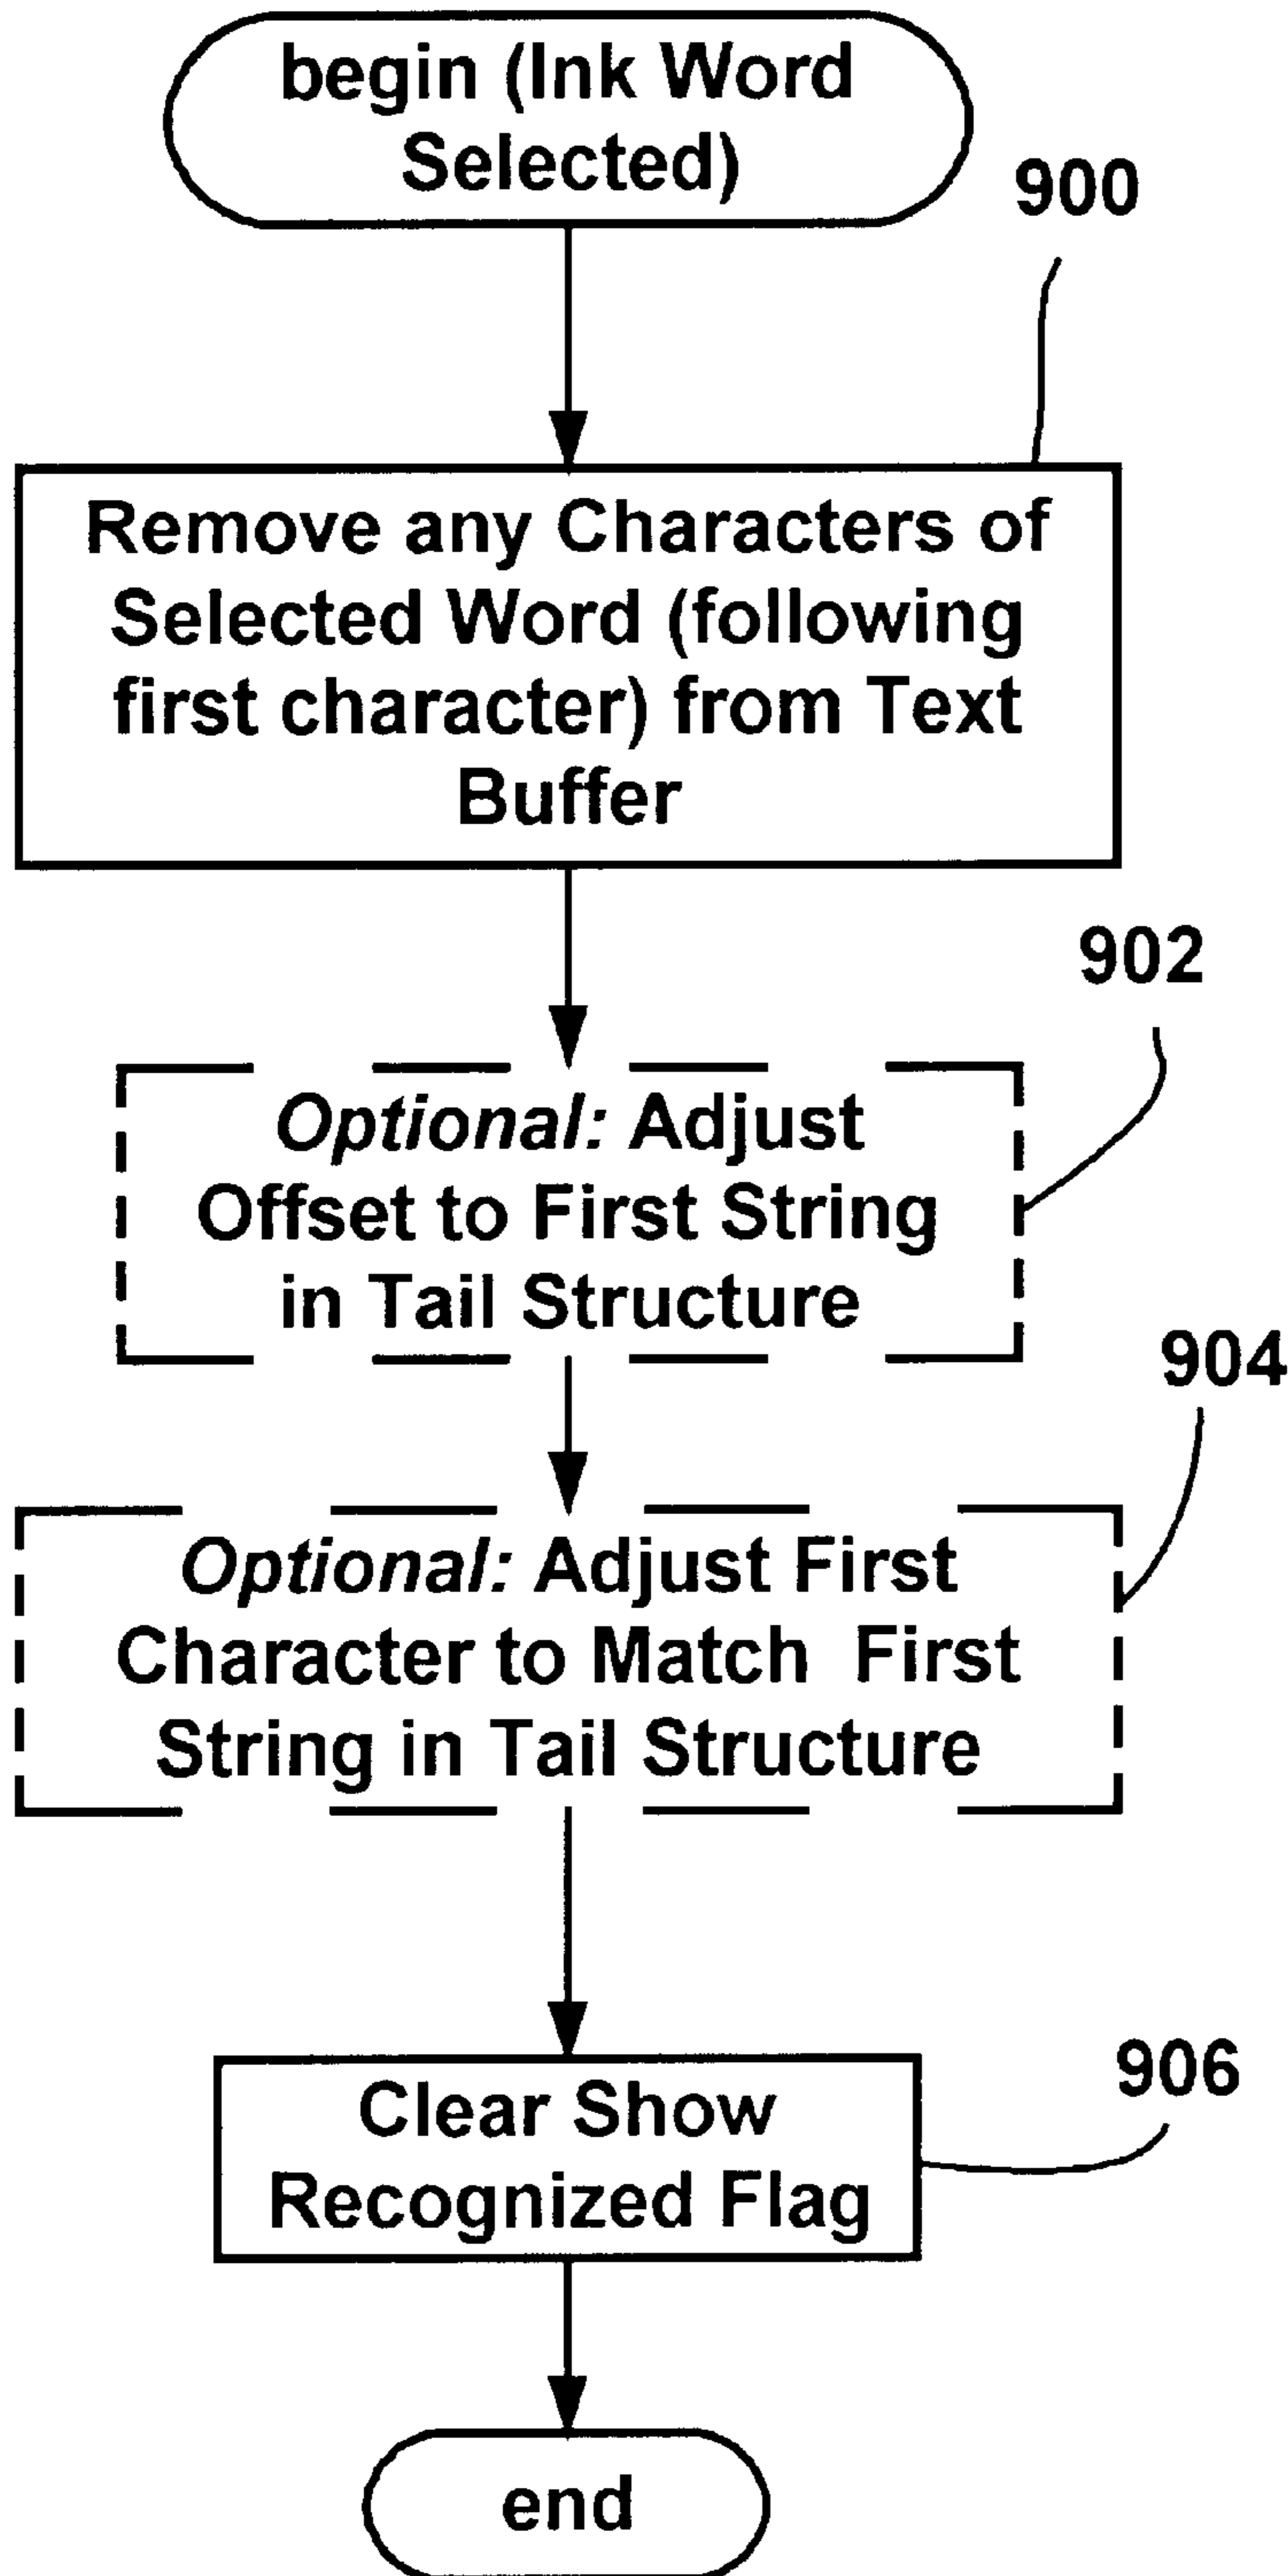 begin (Ink Word
Selected)
900
Remove any Characters of
Selected Word (following
first character) from Text
Buffer
902
Optional: Adjust
Offset to First String
in Tail Structure
904
Optional: Adjust First
Character to Match First
String in Tail Structure
906
Clear Show
Recognized Flag
end